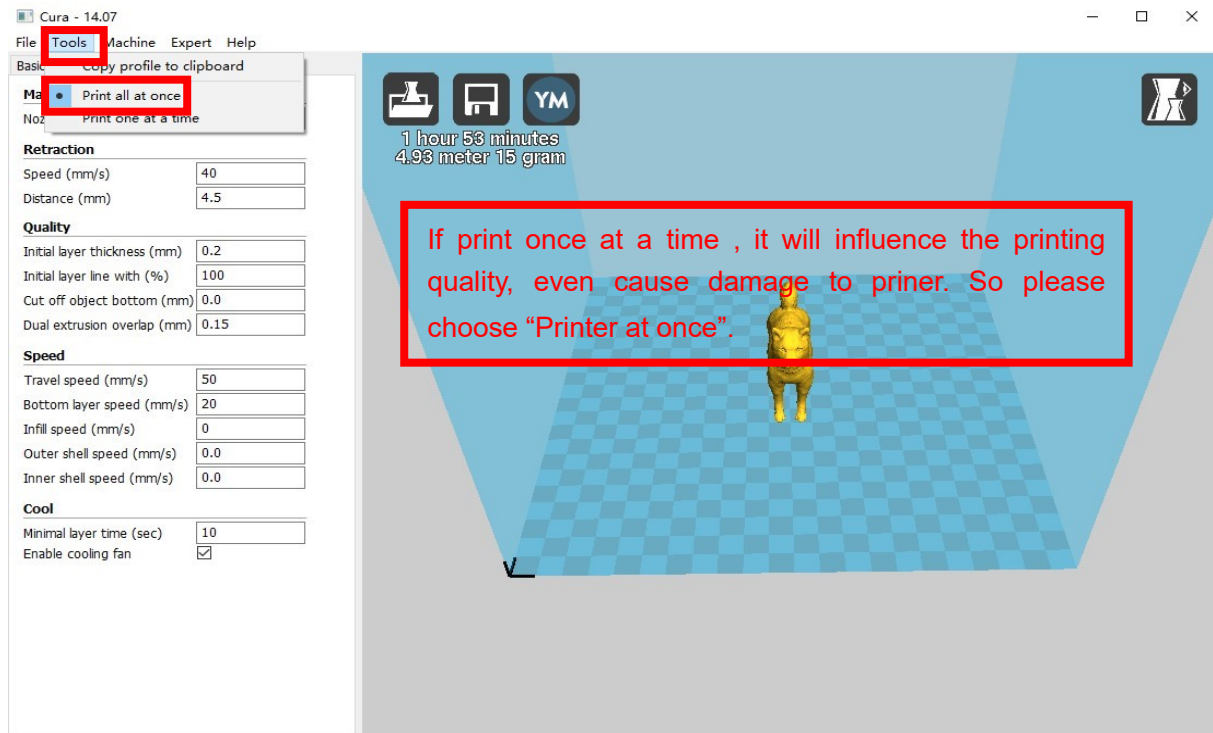 Cura - 14.07
File Tools Machine Expert Help
Basic
Copy profile to clipboard
Print all at once
Print one at a time
YM
1 hour 53 minutes
4.93 meter 15 gram
Retraction
Speed (mm/s) 40
Distance (mm) 4.5
Quality
Initial layer thickness (mm) 0.2
Initial layer line with (%) 100
Cut off object bottom (mm) 0.0
Dual extrusion overlap (mm) 0.15
Speed
Travel speed (mm/s) 50
Bottom layer speed (mm/s) 20
Infill speed (mm/s) 0
Outer shell speed (mm/s) 0.0
Inner shell speed (mm/s) 0.0
Cool
Minimal layer time (sec) 10
Enable cooling fan
If print once at a time , it will influence the printing
quality, even cause damage to priner. So please
choose “Printer at once”.